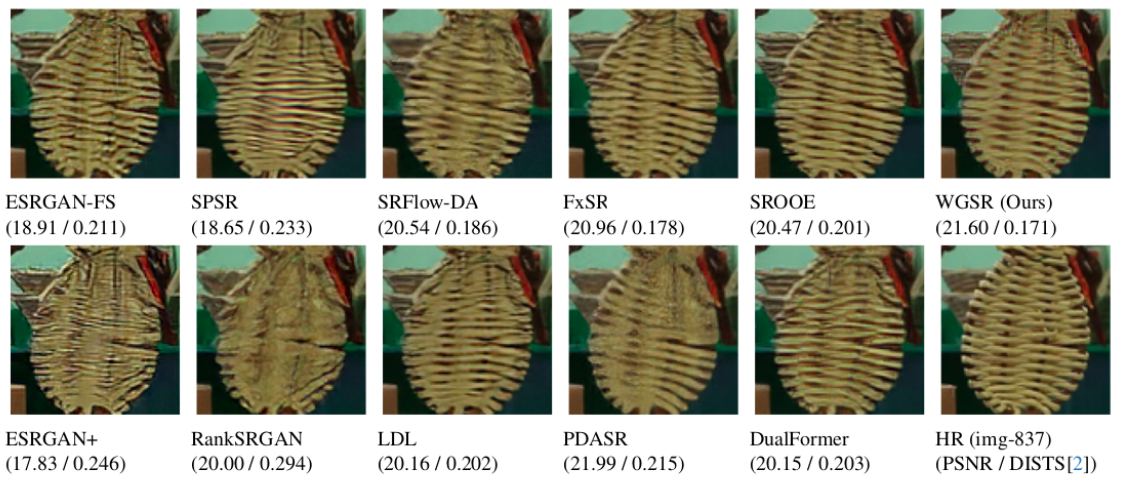 ESRGAN-FS
(18.91 / 0.211)
SPSR
(18.65 / 0.233)
SRFlow-DA
(20.54 / 0.186)
FxSR
(20.96 / 0.178)
SROOE
(20.47 / 0.201)
WGSR (Ours)
(21.60 / 0.171)
ESRGAN+
(17.83 / 0.246)
RankSRGAN
(20.00 / 0.294)
LDL
(20.16 / 0.202)
PDASR
(21.99 / 0.215)
DualFormer
(20.15 / 0.203)
HR (img-837)
(PSNR / DISTS[2])